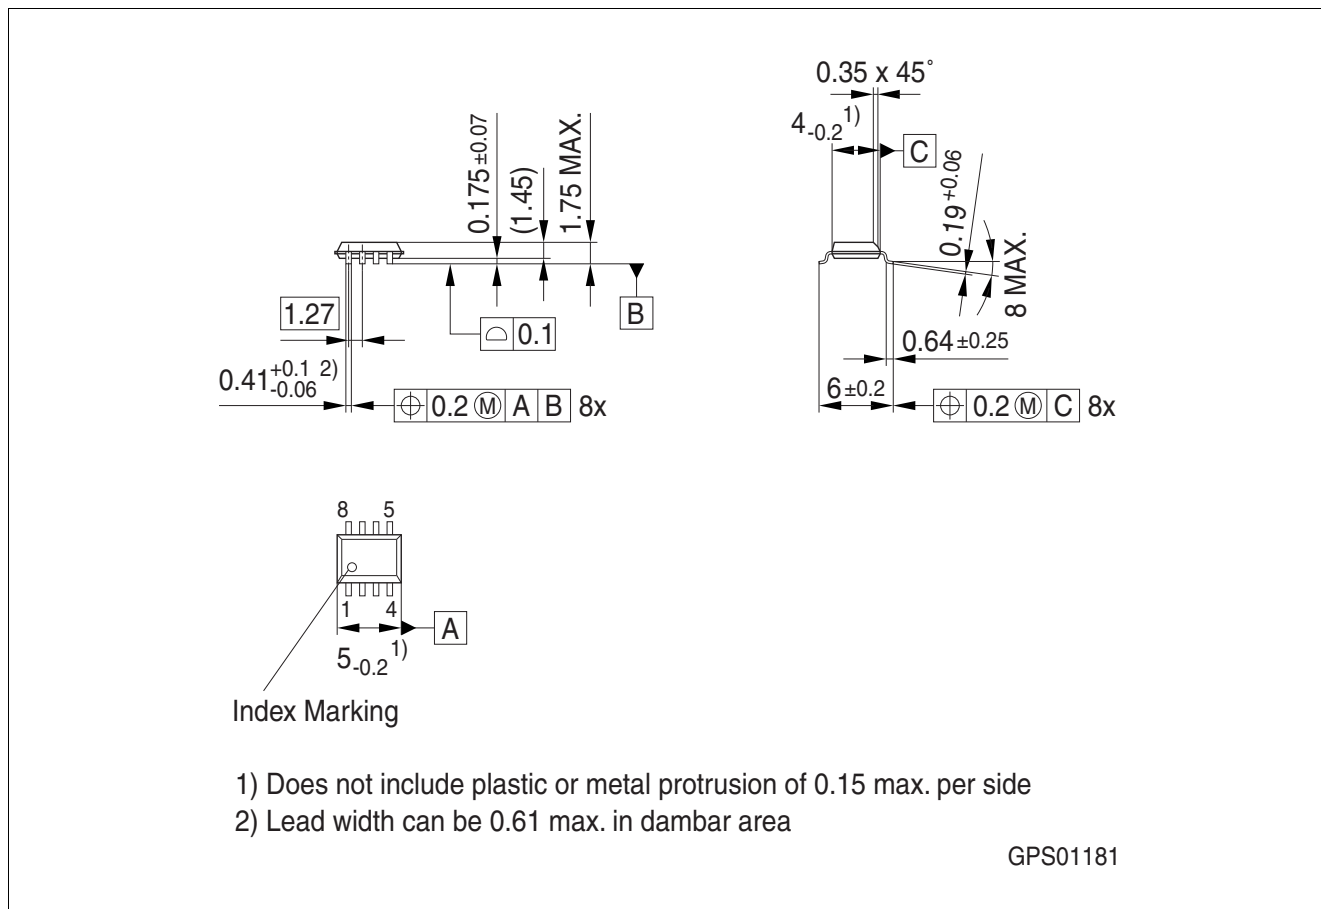 0.175 ±0.07
(1.45)
1.75 MAX.
B
1.27
0.1
0.41 +0.1 -0.06 2)
0.2 Ⓜ A B 8x
0.35 x 45˚
4 -0.2 1)
C
0.19 +0.06
8 MAX.
0.64 ±0.25
6 ±0.2
0.2 Ⓜ C 8x
8 5
1 4
A
5 -0.2 1)
Index Marking
1) Does not include plastic or metal protrusion of 0.15 max. per side
2) Lead width can be 0.61 max. in dambar area
GPS01181